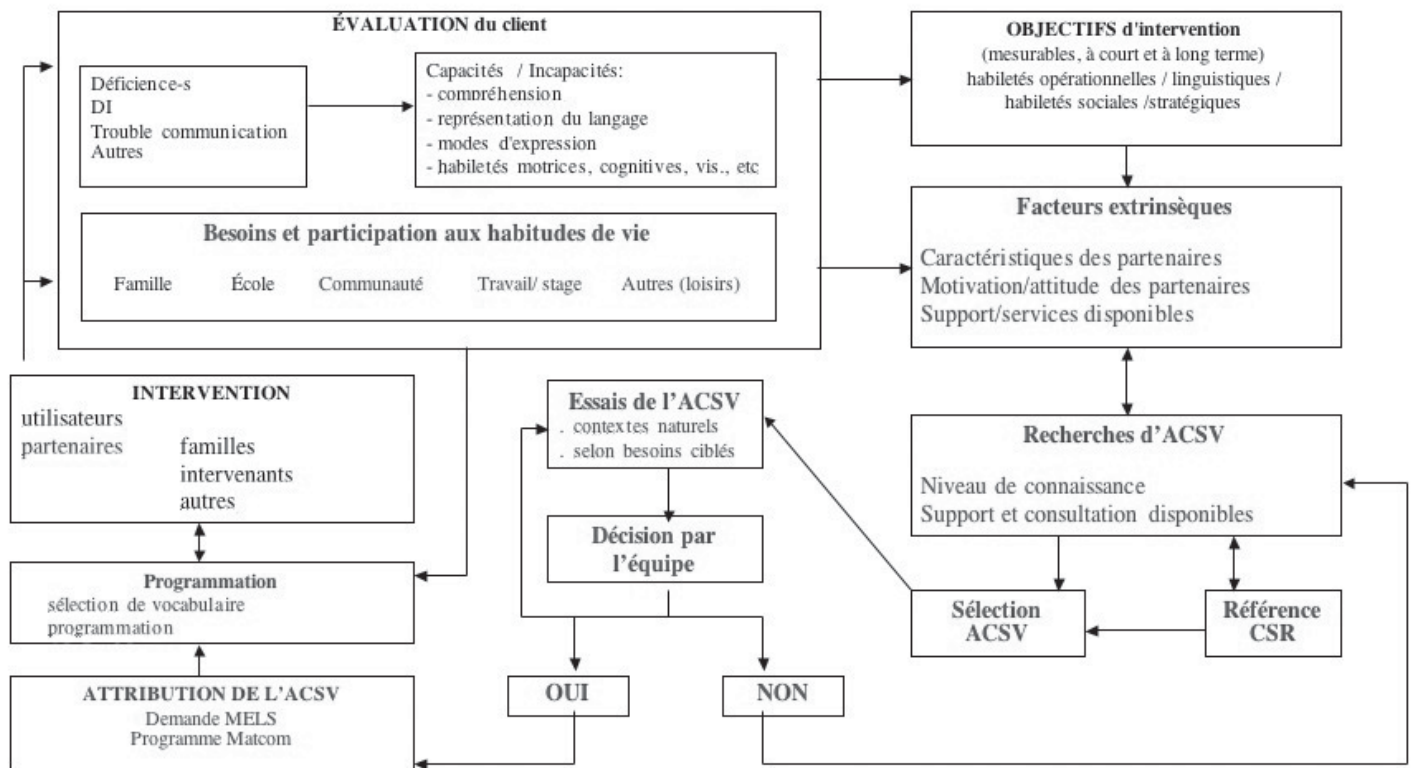 ÉVALUATION du client
Déficience-s
DI
Trouble communication
Autres
Capacités / Incapacités:
- compréhension
- représentation du langage
- modes d'expression
- habiletés motrices, cognitives, vis., etc
Besoins et participation aux habitudes de vie
Famille École Communauté Travail/ stage Autres (loisirs)
OBJECTIFS d'intervention
(mesurables, à court et à long terme)
habiletés opérationnelles / linguistiques /
habiletés sociales /stratégiques
Facteurs extrinsèques
Caractéristiques des partenaires
Motivation/attitude des partenaires
Support/services disponibles
Recherches d'ACSV
Niveau de connaissance
Support et consultation disponibles
Sélection
ACSV
Référence
CSR
Essais de l'ACSV
. contextes naturels
. selon besoins ciblés
Décision par
l'équipe
OUI
NON
INTERVENTION
utilisateurs
partenaires familles
intervenants
autres
Programmation
sélection de vocabulaire
programmation
ATTRIBUTION DE L'ACSV
Demande MELS
Programme Matcom